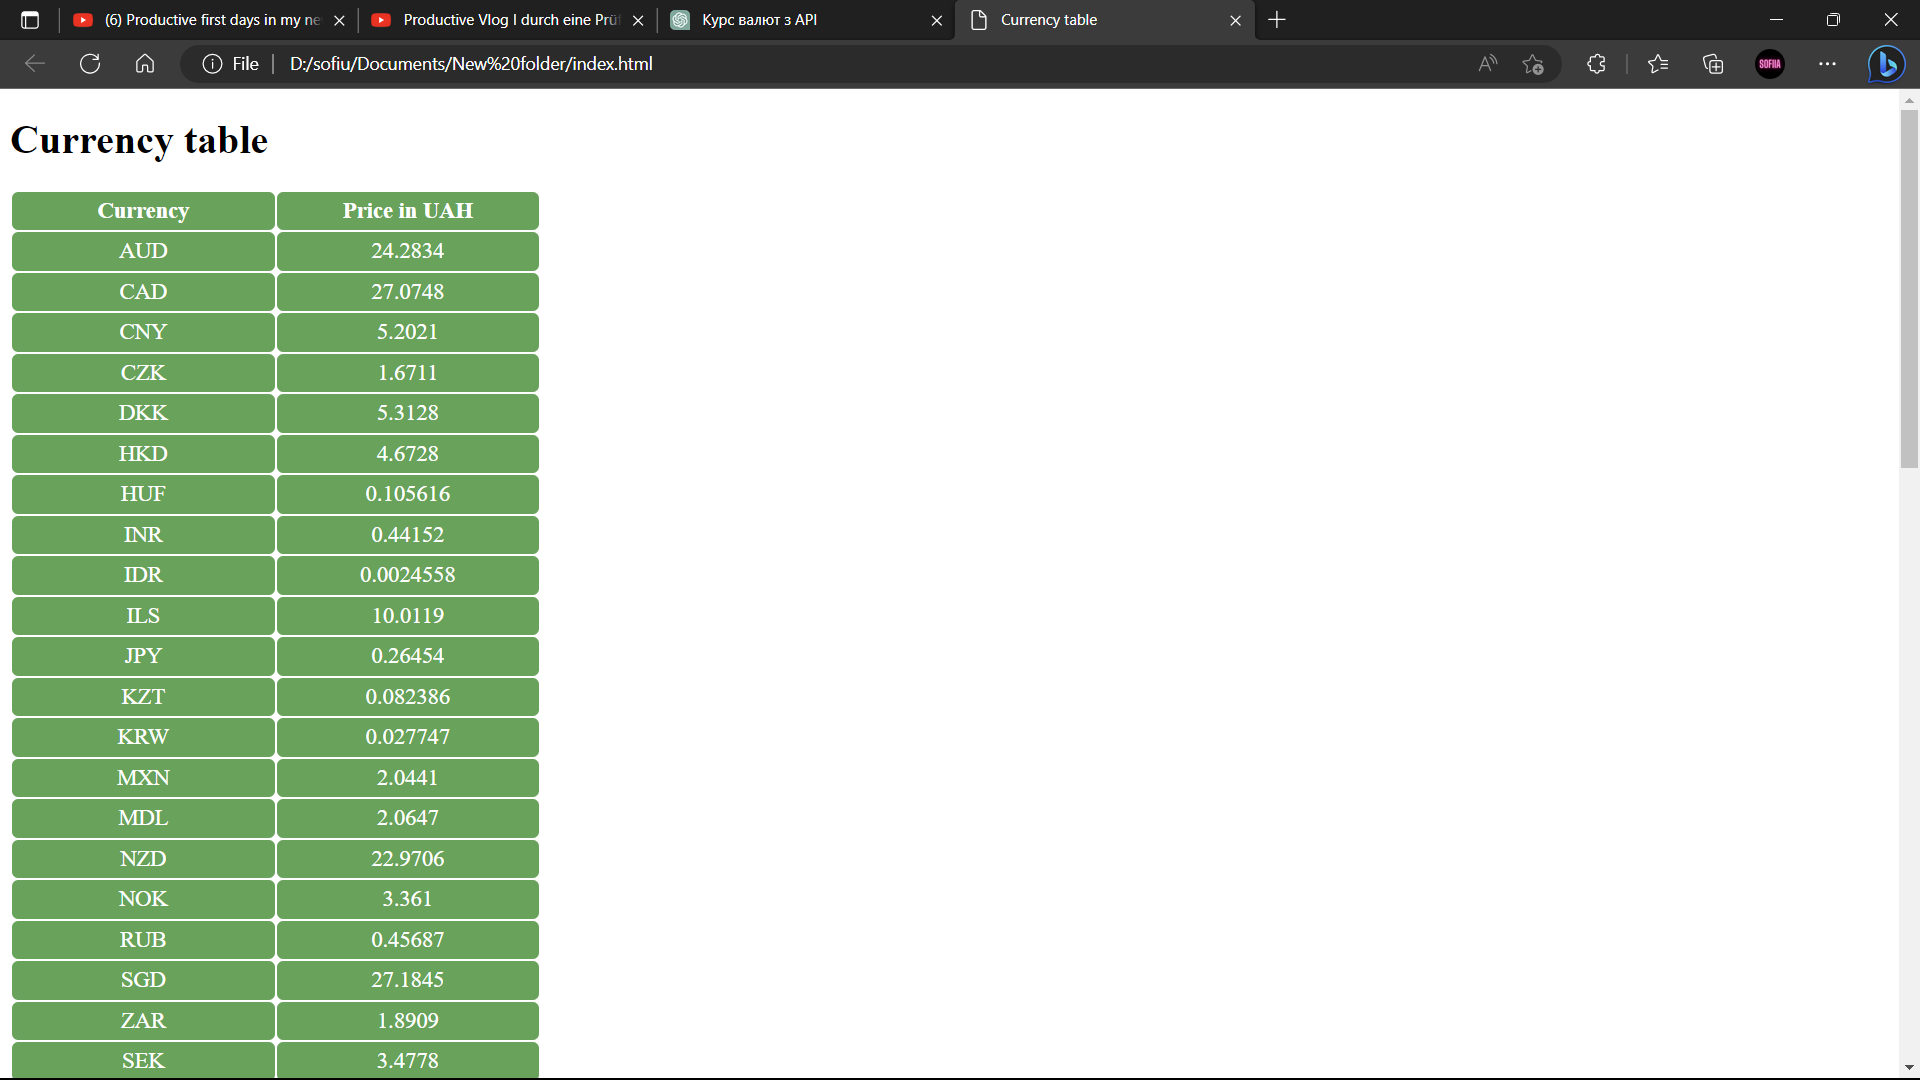 (6) Productive first days in my ne
Productive Vlog I durch eine Prüf
Курс валют з API
Currency table
File
D:/sofiu/Documents/New%20folder/index.html
SOFIIA
Currency table
Currency Price in UAH
AUD 24.2834
CAD 27.0748
CNY 5.2021
CZK 1.6711
DKK 5.3128
HKD 4.6728
HUF 0.105616
INR 0.44152
IDR 0.0024558
ILS 10.0119
JPY 0.26454
KZT 0.082386
KRW 0.027747
MXN 2.0441
MDL 2.0647
NZD 22.9706
NOK 3.361
RUB 0.45687
SGD 27.1845
ZAR 1.8909
SEK 3.4778